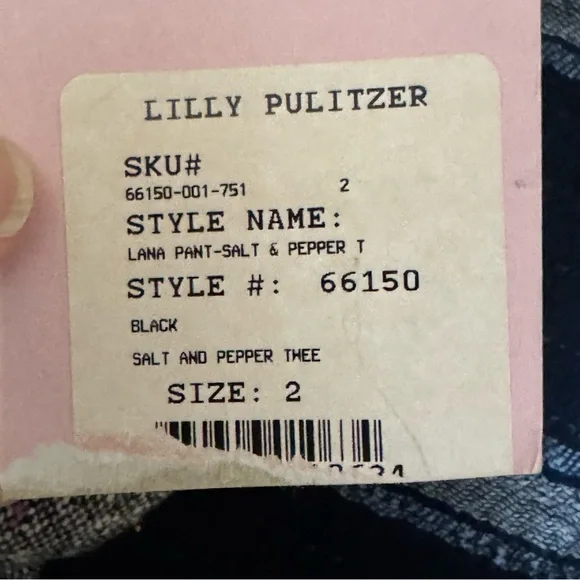 LILLY PULITZER
SKU#
66150-001-751 2
STYLE NAME:
LANA PANT-SALT & PEPPER T
STYLE #: 66150
BLACK
SALT AND PEPPER THEE
SIZE: 2